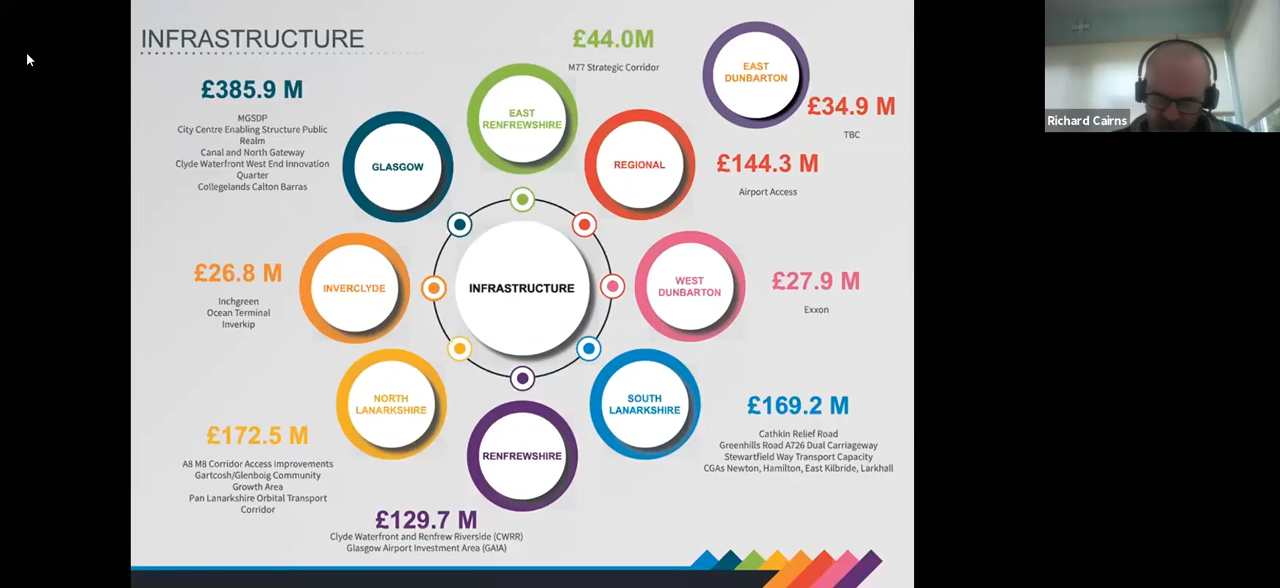 INFRASTRUCTURE
£385.9 M
MGSDP
City Centre Enabling Structure Public
Realm
Canal and North Gateway
Clyde Waterfront West End Innovation
Quarter
Collegelands Calton Barras
GLASGOW
£44.0M
M77 Strategic Corridor
EAST
RENFREWSHIRE
EAST
DUNBARTON
£34.9 M
TBC
REGIONAL
£144.3 M
Airport Access
£26.8 M
Inchgreen
Ocean Terminal
Inverkip
INVERCLYDE
INFRASTRUCTURE
WEST
DUNBARTON
£27.9 M
Exxon
NORTH
LANARKSHIRE
£172.5 M
A8 M8 Corridor Access improvements
Gartcosh/Glenboig Community
Growth Area
Pan Lanarkshire Orbital Transport
Corridor
RENFREWSHIRE
£129.7 M
Clyde Waterfront and Renfrew Riverside (CWRR)
Glasgow Airport Investment Area (GAIA)
SOUTH
LANARKSHIRE
£169.2 M
Cathkin Relief Road
Greenhills Road A726 Dual Carriageway
Stewartfield Way Transport Capacity
CGAs Newton, Hamilton, East Kilbride, Larkhall
Richard Cairns